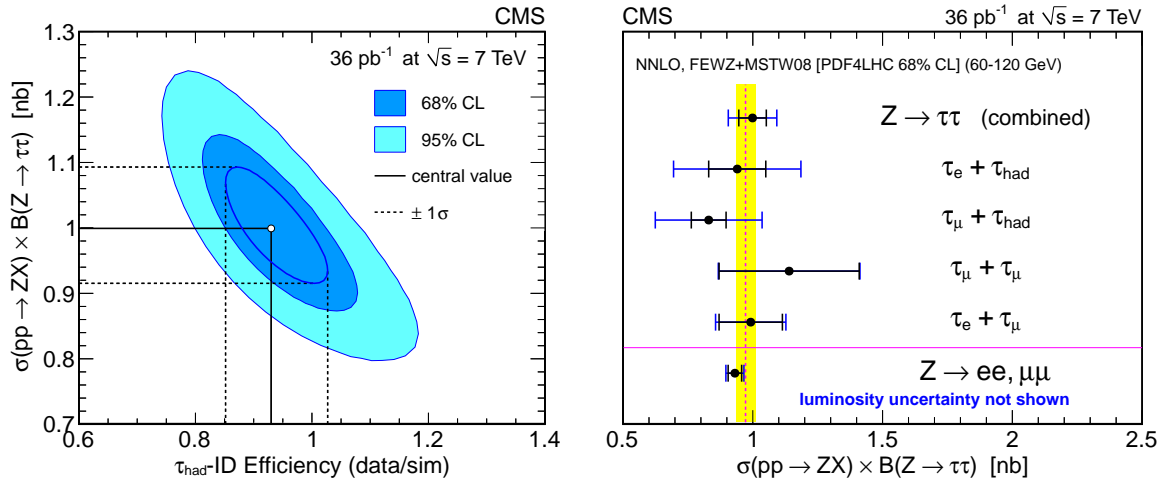 CMS
36 pb⁻¹ at √s = 7 TeV
68% CL
95% CL
central value
± 1σ
σ(pp → ZX) × B(Z → ττ) [nb]
1.3
1.2
1.1
1
0.9
0.8
0.7
0.6 0.8 1 1.2 1.4
τhad-ID Efficiency (data/sim)
CMS 36 pb⁻¹ at √s = 7 TeV
NNLO, FEWZ+MSTW08 [PDF4LHC 68% CL] (60-120 GeV)
Z → ττ (combined)
τe + τhad
τμ + τhad
τμ + τμ
τe + τμ
Z → ee, μμ
luminosity uncertainty not shown
0.5 1 1.5 2 2.5
σ(pp → ZX) × B(Z → ττ) [nb]